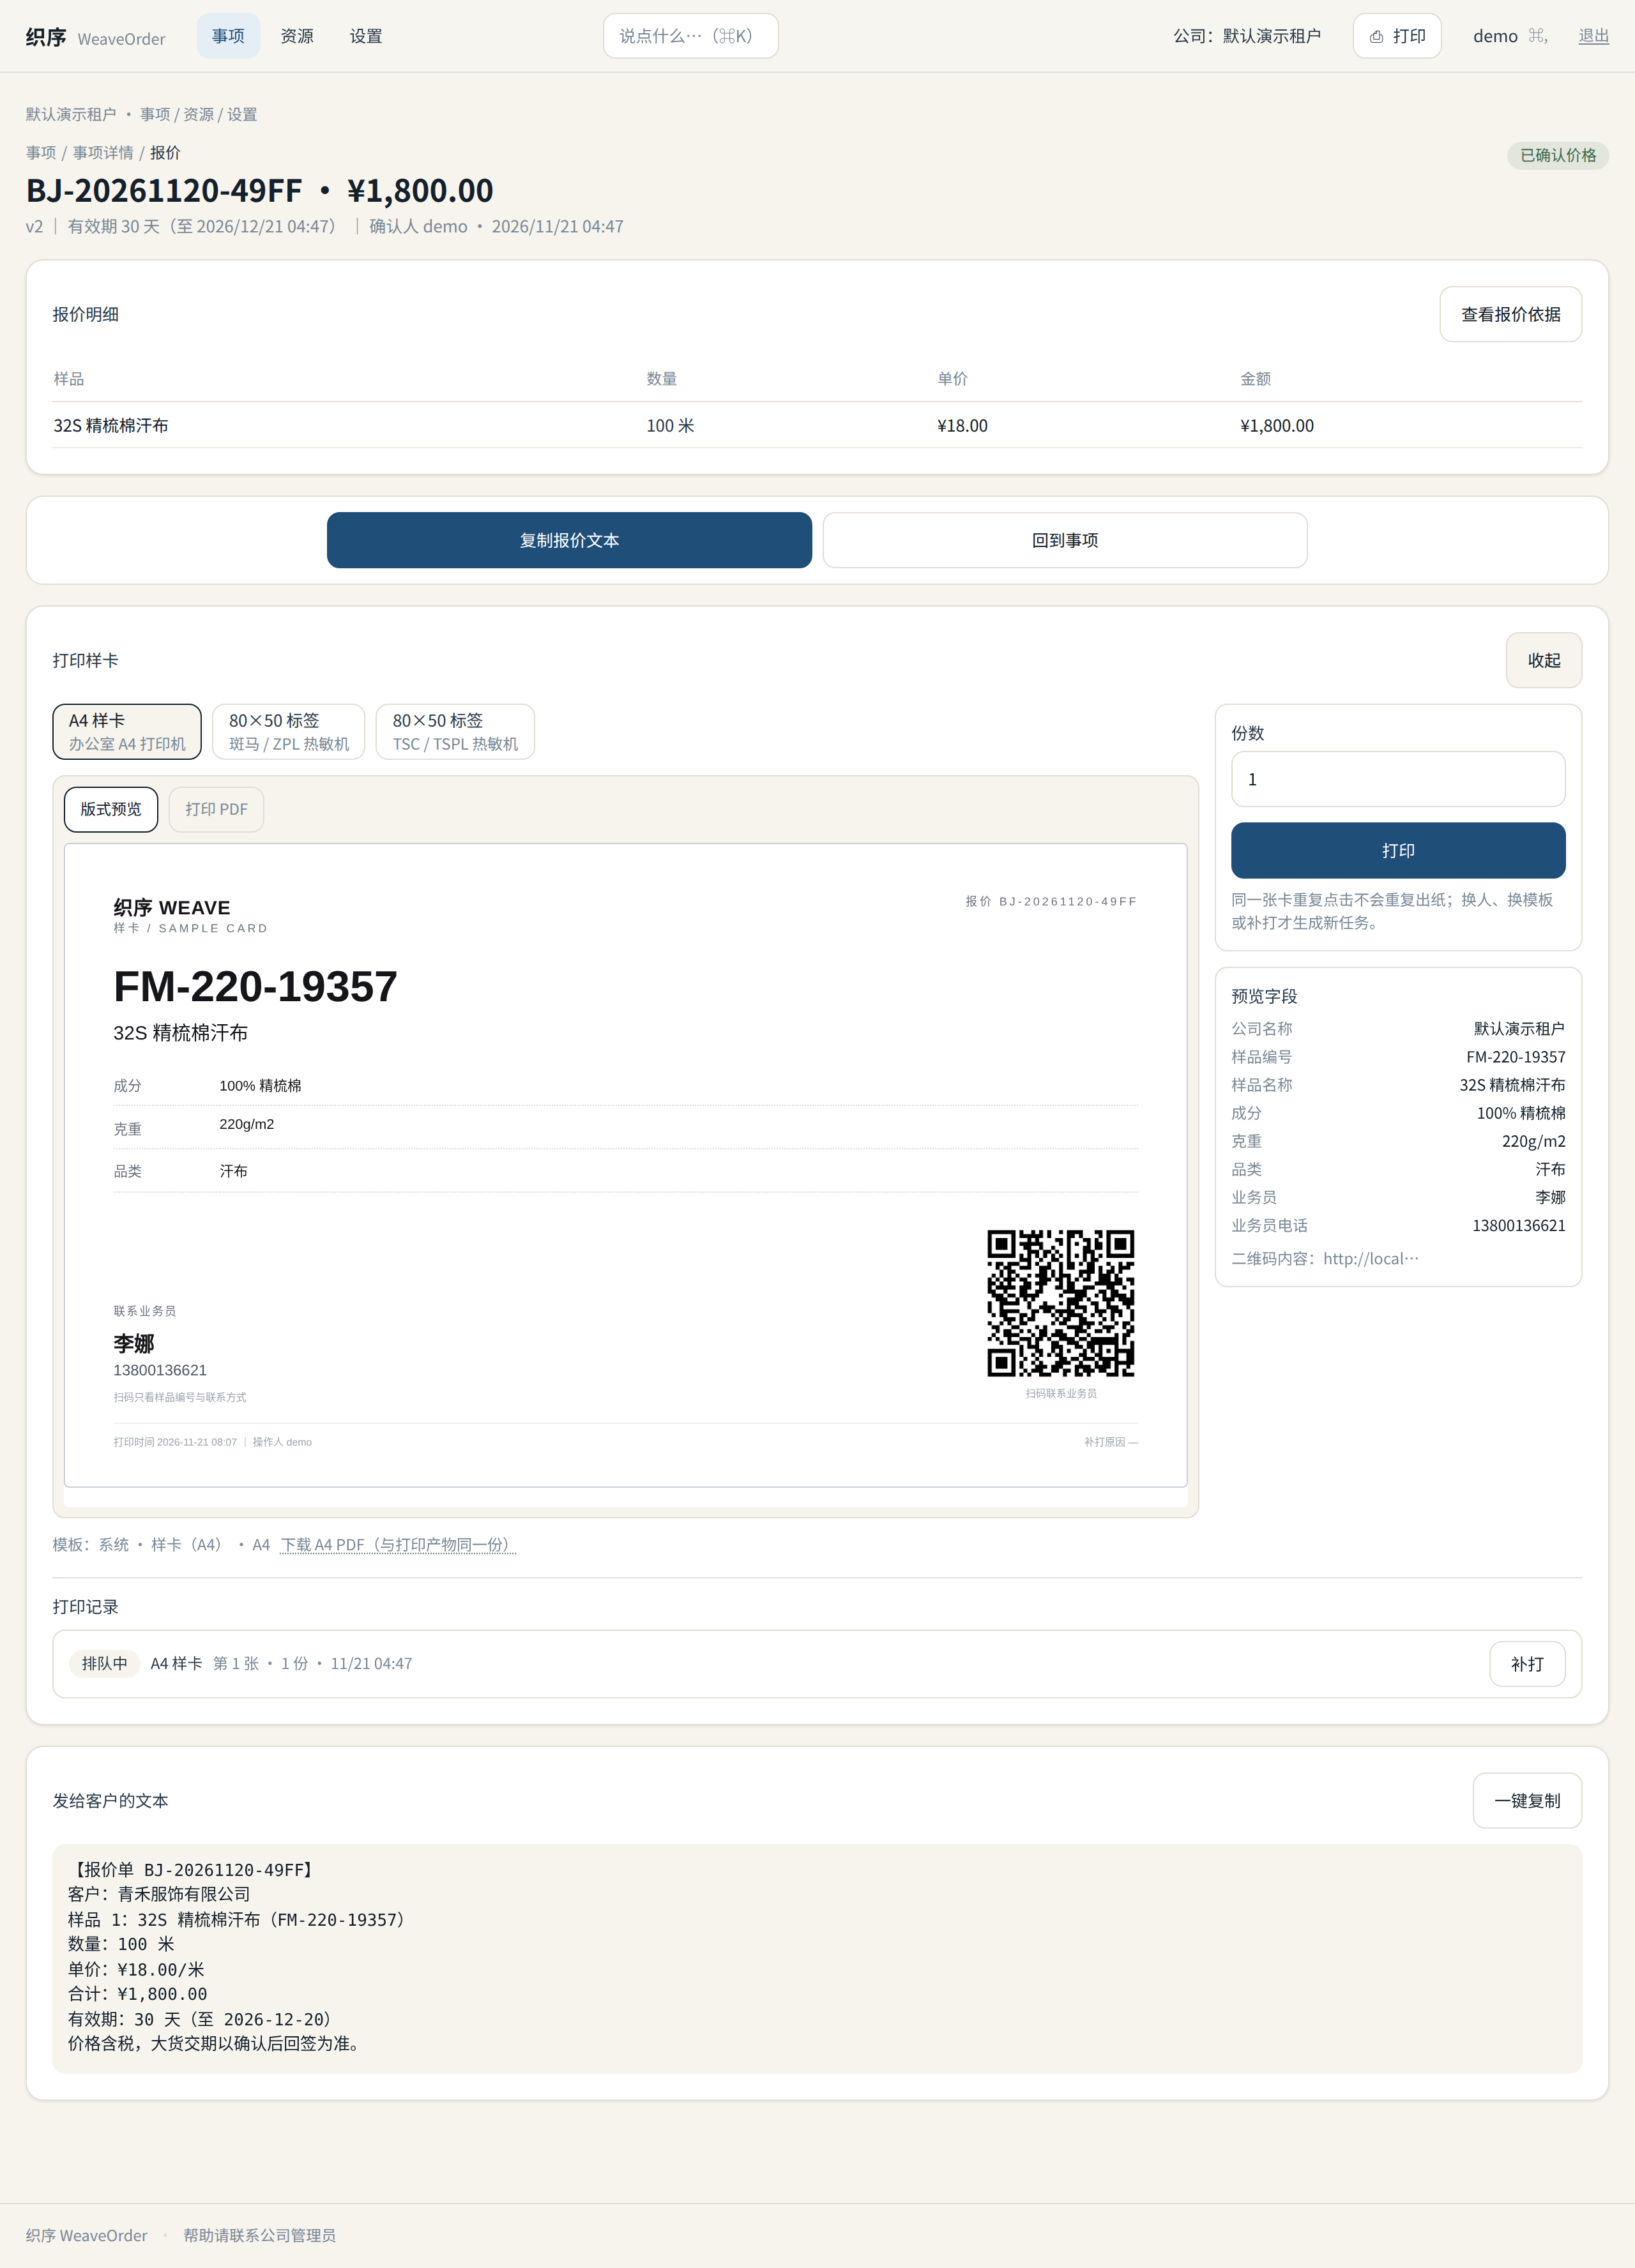 织序 WeaveOrder 事项 资源 设置 说点什么…（⌘K） 公司：默认演示租户 打印 demo ⌘, 退出
默认演示租户 · 事项 / 资源 / 设置
事项 / 事项详情 / 报价
已确认价格
BJ-20261120-49FF · ¥1,800.00
v2 ｜ 有效期 30 天（至 2026/12/21 04:47） ｜ 确认人 demo · 2026/11/21 04:47
报价明细
查看报价依据
样品 数量 单价 金额
32S 精梳棉汗布 100 米 ¥18.00 ¥1,800.00
复制报价文本 回到事项
打印样卡
收起
A4 样卡
办公室 A4 打印机
80×50 标签
斑马 / ZPL 热敏机
80×50 标签
TSC / TSPL 热敏机
版式预览 打印 PDF
织序 WEAVE
样卡 / SAMPLE CARD
报价 BJ-20261120-49FF
FM-220-19357
32S 精梳棉汗布
成分 100% 精梳棉
克重 220g/m2
品类 汗布
联系业务员
李娜
13800136621
扫码只看样品编号与联系方式
扫码联系业务员
打印时间 2026-11-21 08:07 ｜ 操作人 demo
补打原因 —
份数
1
打印
同一张卡重复点击不会重复出纸；换人、换模板
或补打才生成新任务。
预览字段
公司名称 默认演示租户
样品编号 FM-220-19357
样品名称 32S 精梳棉汗布
成分 100% 精梳棉
克重 220g/m2
品类 汗布
业务员 李娜
业务员电话 13800136621
二维码内容：http://local…
模板：系统 · 样卡（A4） · A4 下载 A4 PDF（与打印产物同一份）
打印记录
排队中 A4 样卡 第 1 张 · 1 份 · 11/21 04:47 补打
发给客户的文本
一键复制
【报价单 BJ-20261120-49FF】
客户：青禾服饰有限公司
样品 1：32S 精梳棉汗布（FM-220-19357）
数量：100 米
单价：¥18.00/米
合计：¥1,800.00
有效期：30 天（至 2026-12-20）
价格含税，大货交期以确认后回签为准。
织序 WeaveOrder · 帮助请联系公司管理员